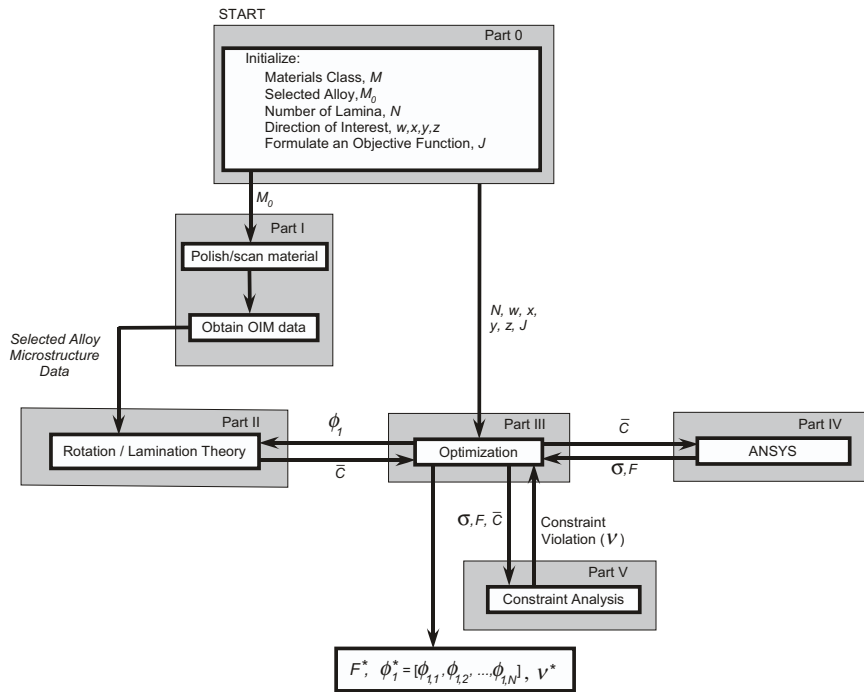 START
Part 0
Initialize:
Materials Class, M
Selected Alloy, M₀
Number of Lamina, N
Direction of Interest, w,x,y,z
Formulate an Objective Function, J
M₀
Part I
Polish/scan material
Obtain OIM data
N, w, x,
y, z, J
Selected Alloy
Microstructure
Data
Part II
Rotation / Lamination Theory
ϕ₁
C̅
Part III
Optimization
C̅
σ,F
Part IV
ANSYS
σ,F, C̅
Constraint
Violation (ν)
Part V
Constraint Analysis
F*, ϕ₁* = [ϕ₁,₁, ϕ₁,₂, ...,ϕ₁,N] , ν*